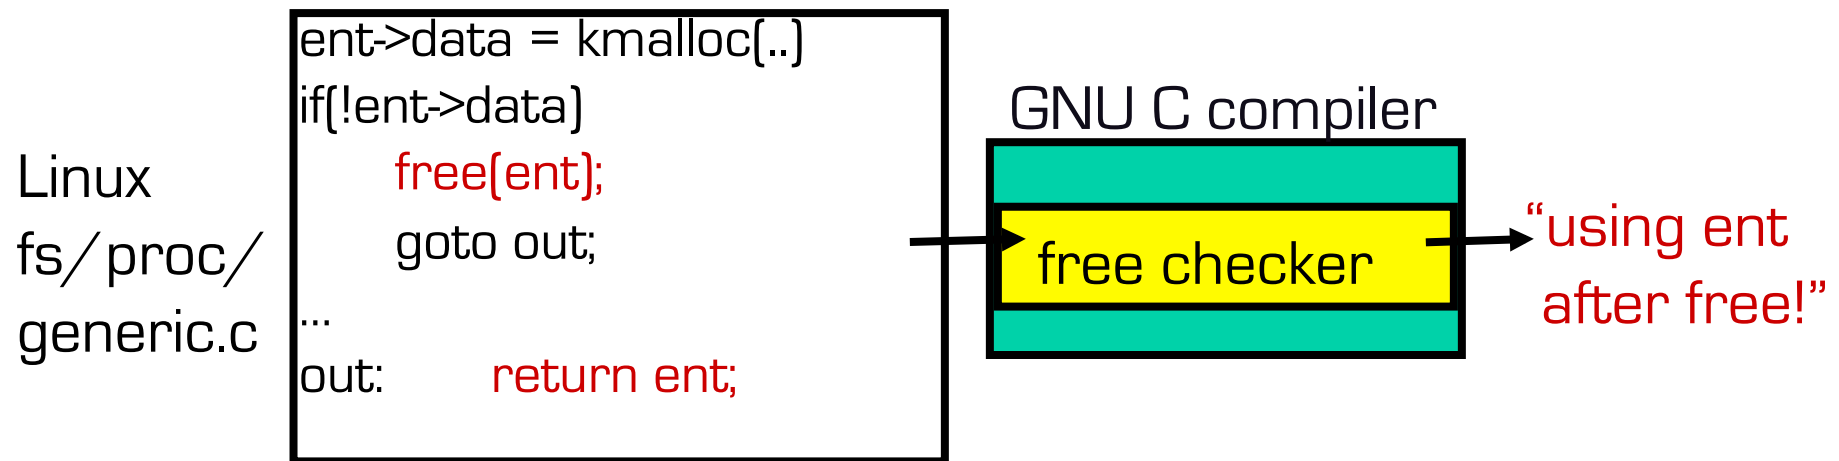 Linux
fs/proc/
generic.c
ent->data = kmalloc(..)
if(!ent->data)
free(ent);
goto out;
...
out: return ent;
GNU C compiler
free checker
“using ent
after free!”